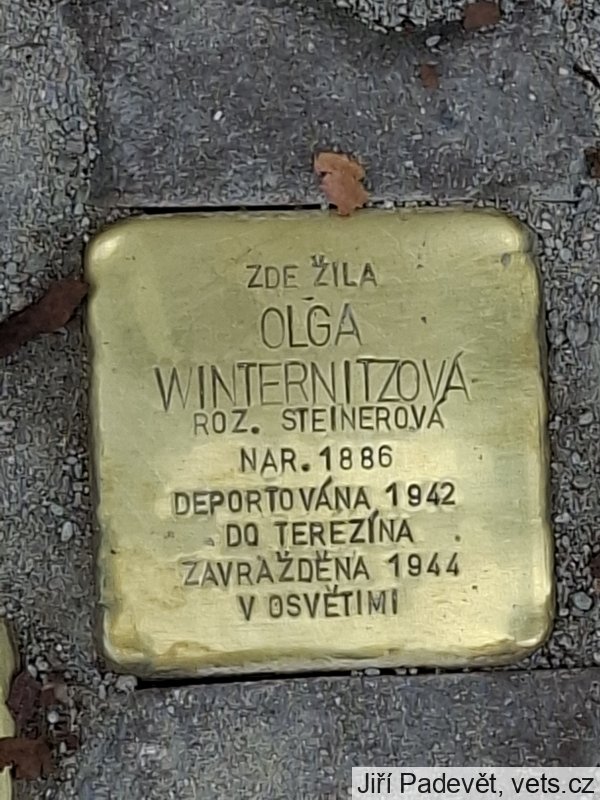 ZDE ŽILA
OLGA
WINTERNITZOVÁ
ROZ. STEINEROVÁ
NAR. 1886
DEPORTOVÁNA 1942
DO TEREZÍNA
ZAVRAŽDĚNA 1944
V OSVĚTIMI
Jiří Padevět, vets.cz